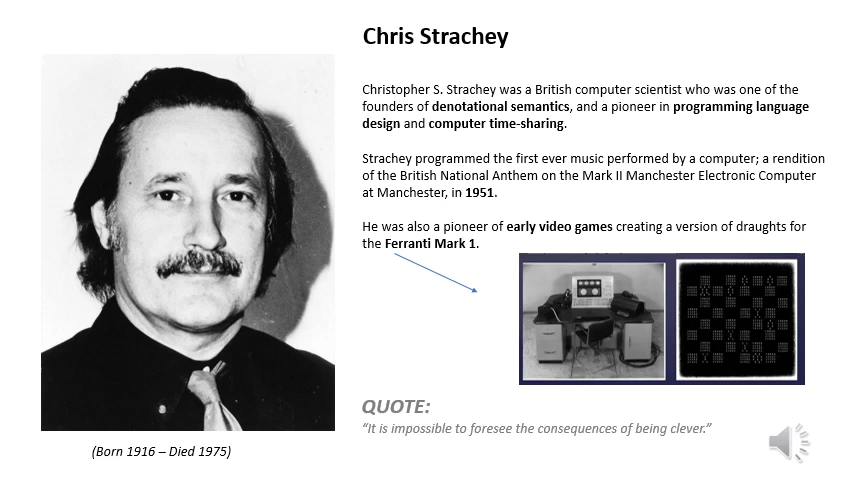 Chris Strachey
Christopher S. Strachey was a British computer scientist who was one of the
founders of denotational semantics, and a pioneer in programming language
design and computer time-sharing.
Strachey programmed the first ever music performed by a computer; a rendition
of the British National Anthem on the Mark II Manchester Electronic Computer
at Manchester, in 1951.
He was also a pioneer of early video games creating a version of draughts for
the Ferranti Mark 1.
QUOTE:
“It is impossible to foresee the consequences of being clever.”
(Born 1916 – Died 1975)